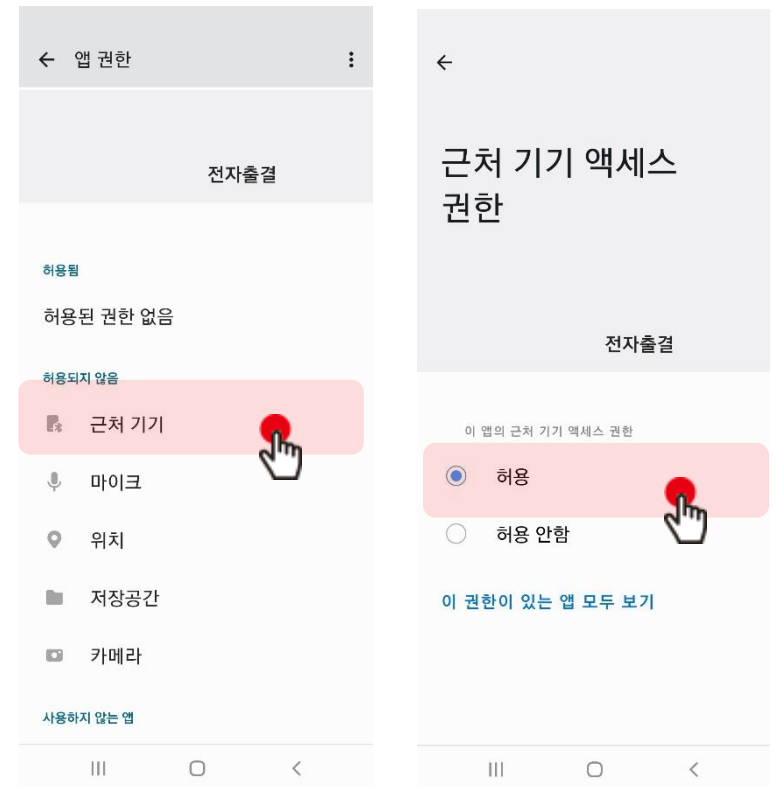 앱 권한
전자출결
허용됨
허용된 권한 없음
허용되지 않음
근처 기기
마이크
위치
저장공간
카메라
사용하지 않는 앱
근처 기기 액세스
권한
전자출결
이 앱의 근처 기기 액세스 권한
허용
허용 안함
이 권한이 있는 앱 모두 보기